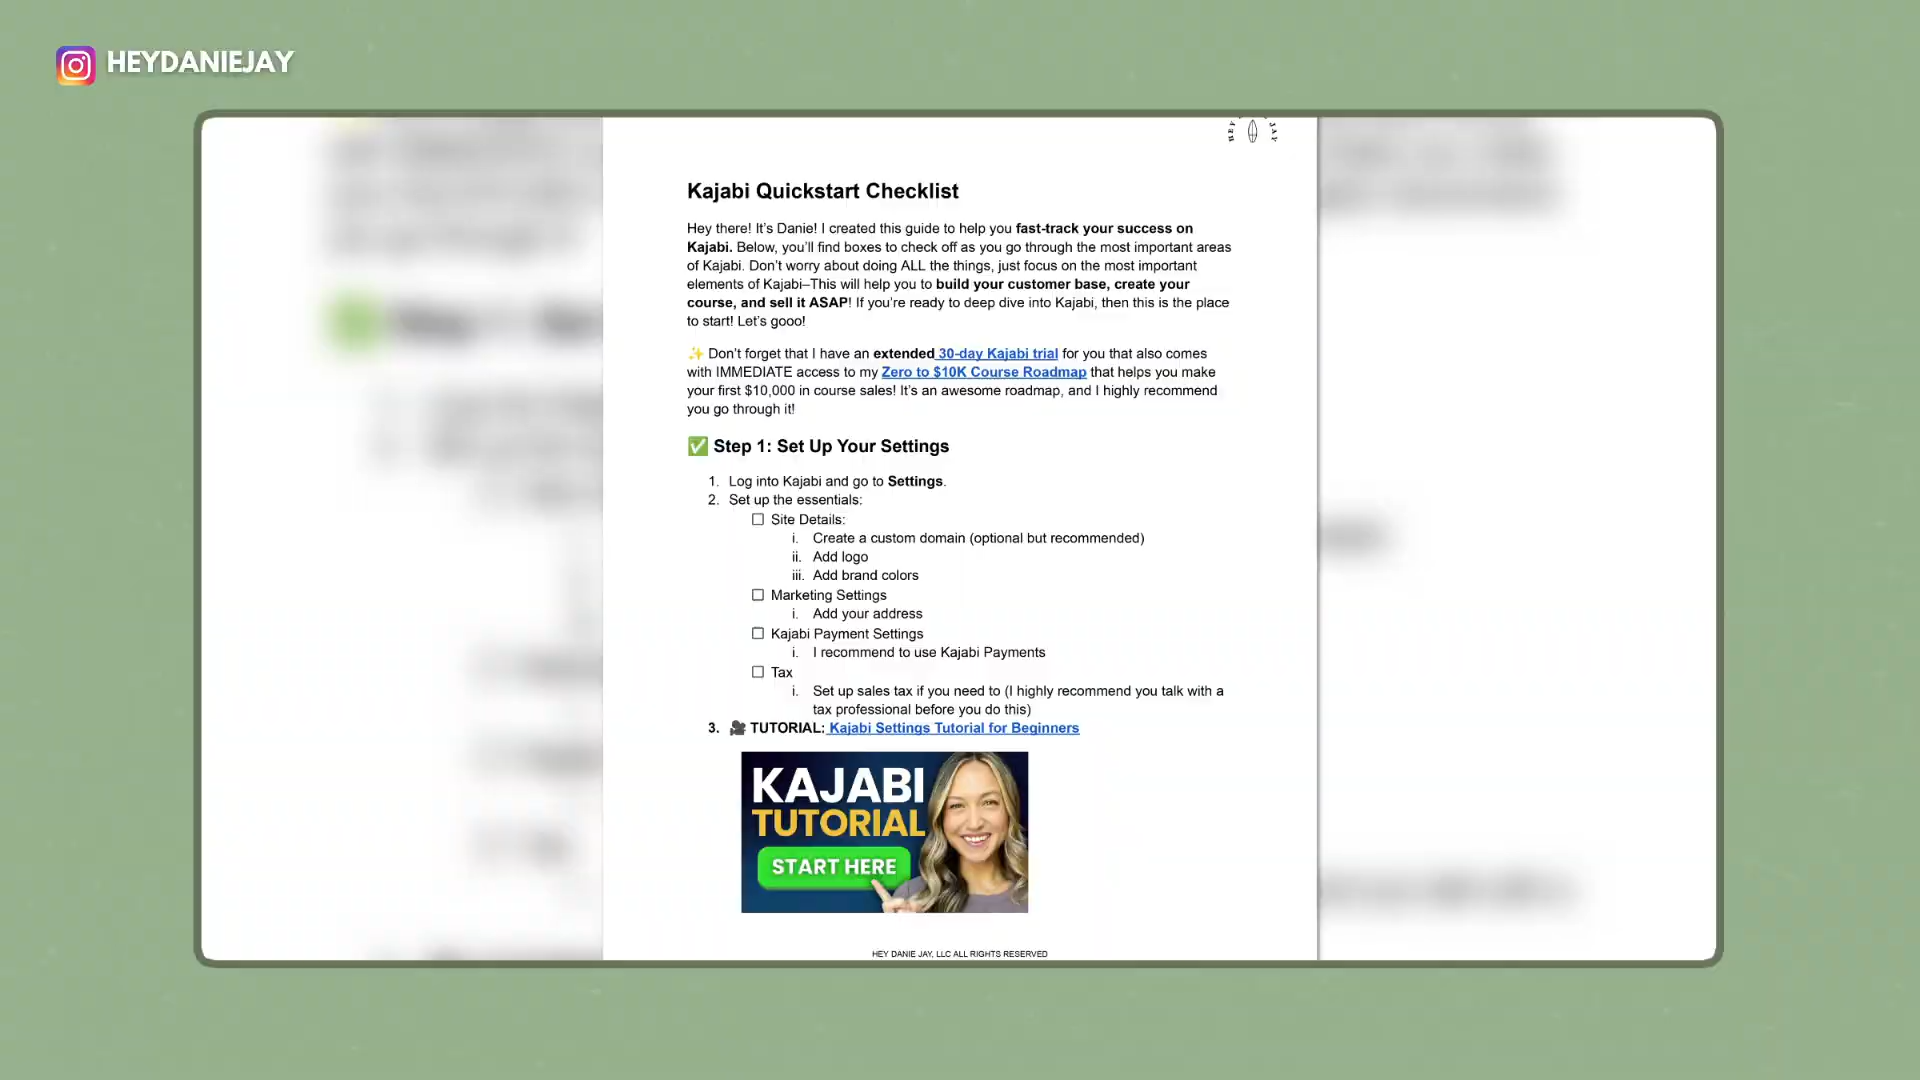 HEYDANIEJAY
HEY JAY
Kajabi Quickstart Checklist
Hey there! It’s Danie! I created this guide to help you fast-track your success on
Kajabi. Below, you’ll find boxes to check off as you go through the most important areas
of Kajabi. Don’t worry about doing ALL the things, just focus on the most important
elements of Kajabi–This will help you to build your customer base, create your
course, and sell it ASAP! If you’re ready to deep dive into Kajabi, then this is the place
to start! Let’s gooo!
✨ Don’t forget that I have an extended 30-day Kajabi trial for you that also comes
with IMMEDIATE access to my Zero to $10K Course Roadmap that helps you make
your first $10,000 in course sales! It’s an awesome roadmap, and I highly recommend
you go through it!
✅ Step 1: Set Up Your Settings
1. Log into Kajabi and go to Settings.
2. Set up the essentials:
☐ Site Details:
i. Create a custom domain (optional but recommended)
ii. Add logo
iii. Add brand colors
☐ Marketing Settings
i. Add your address
☐ Kajabi Payment Settings
i. I recommend to use Kajabi Payments
☐ Tax
i. Set up sales tax if you need to (I highly recommend you talk with a
tax professional before you do this)
3. 🎥 TUTORIAL: Kajabi Settings Tutorial for Beginners
KAJABI
TUTORIAL
START HERE
HEY DANIE JAY, LLC ALL RIGHTS RESERVED